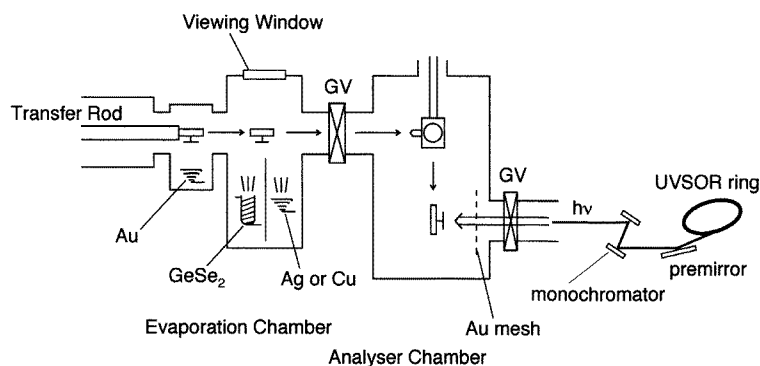 Viewing Window
GV
Transfer Rod
GV
UVSOR ring
hν
Au
GeSe₂
Ag or Cu
premirror
monochromator
Evaporation Chamber
Au mesh
Analyser Chamber